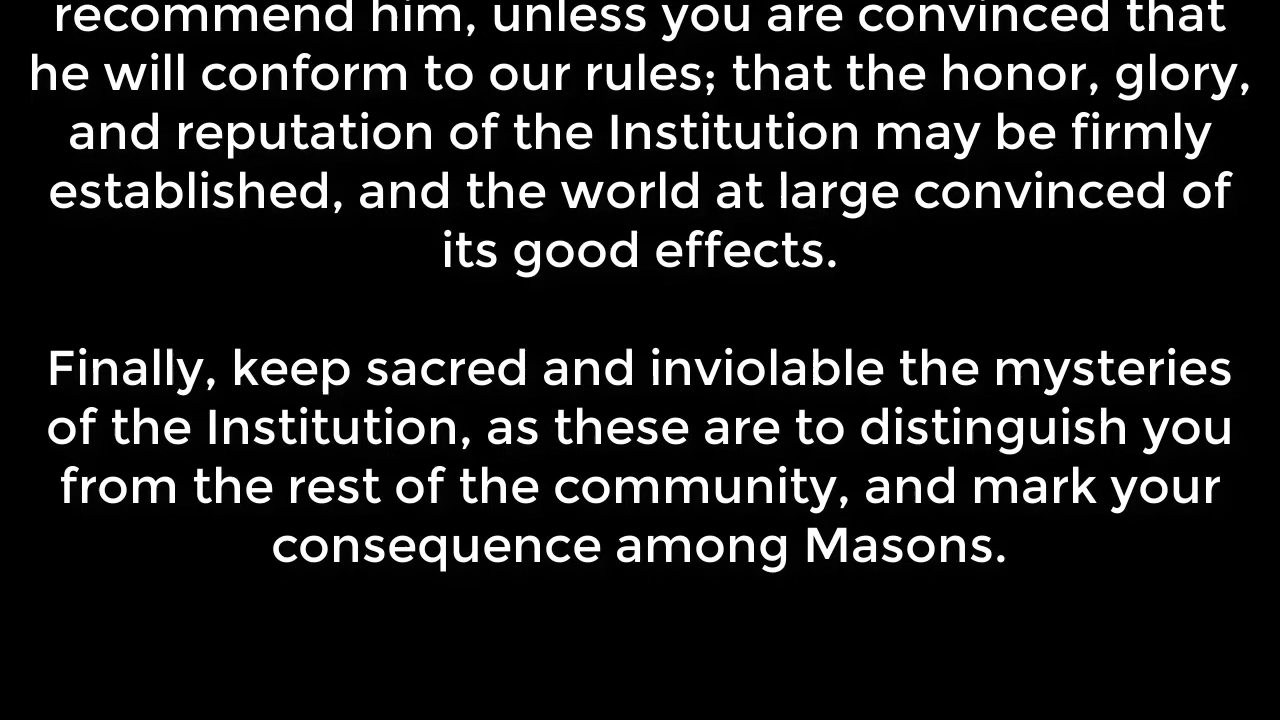 recommend him, unless you are convinced that
he will conform to our rules; that the honor, glory,
and reputation of the Institution may be firmly
established, and the world at large convinced of
its good effects.
Finally, keep sacred and inviolable the mysteries
of the Institution, as these are to distinguish you
from the rest of the community, and mark your
consequence among Masons.